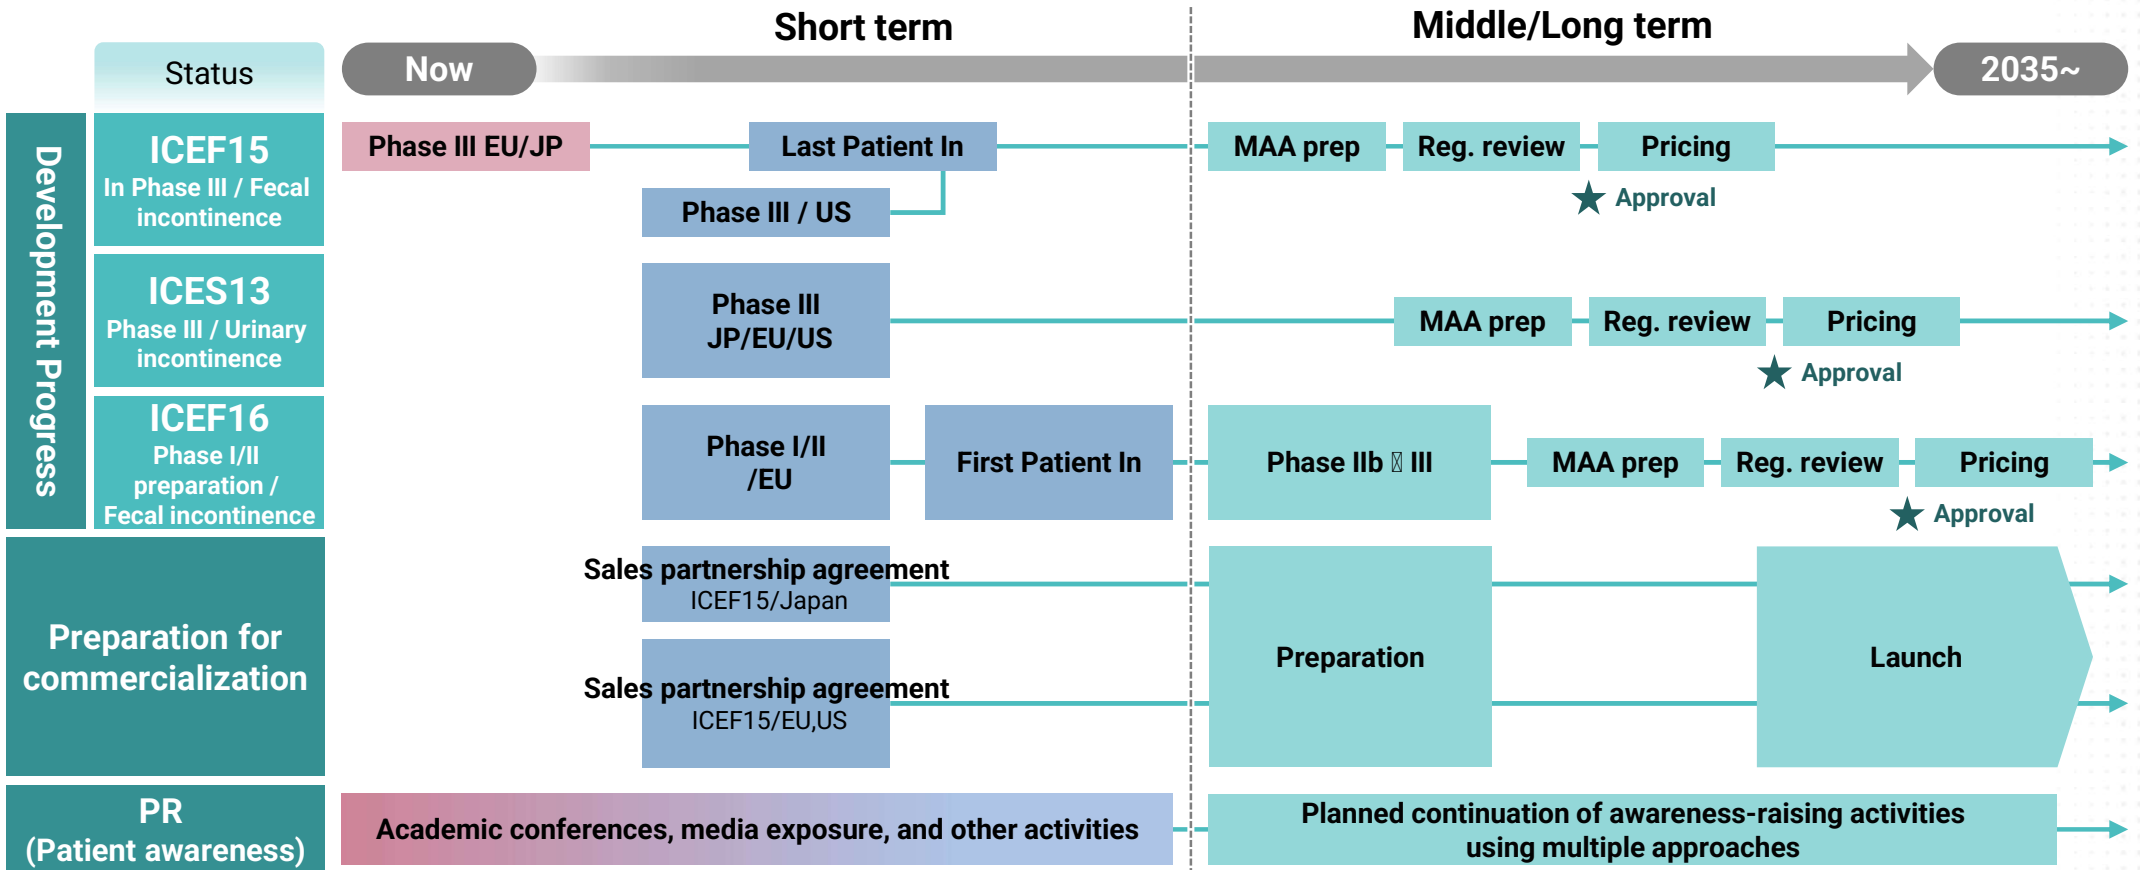 Short term
Middle/Long term
Status
Now
2035~
Development Progress
ICEF15
In Phase III / Fecal
incontinence
Phase III EU/JP
Last Patient In
MAA prep
Reg. review
Pricing
Phase III / US
Approval
ICES13
Phase III / Urinary
incontinence
Phase III
JP/EU/US
MAA prep
Reg. review
Pricing
Approval
ICEF16
Phase I/II
preparation /
Fecal incontinence
Phase I/II
/EU
First Patient In
Phase IIb  III
MAA prep
Reg. review
Pricing
Approval
Preparation for
commercialization
Sales partnership agreement
ICEF15/Japan
Sales partnership agreement
ICEF15/EU,US
Preparation
Launch
PR
(Patient awareness)
Academic conferences, media exposure, and other activities
Planned continuation of awareness-raising activities
using multiple approaches